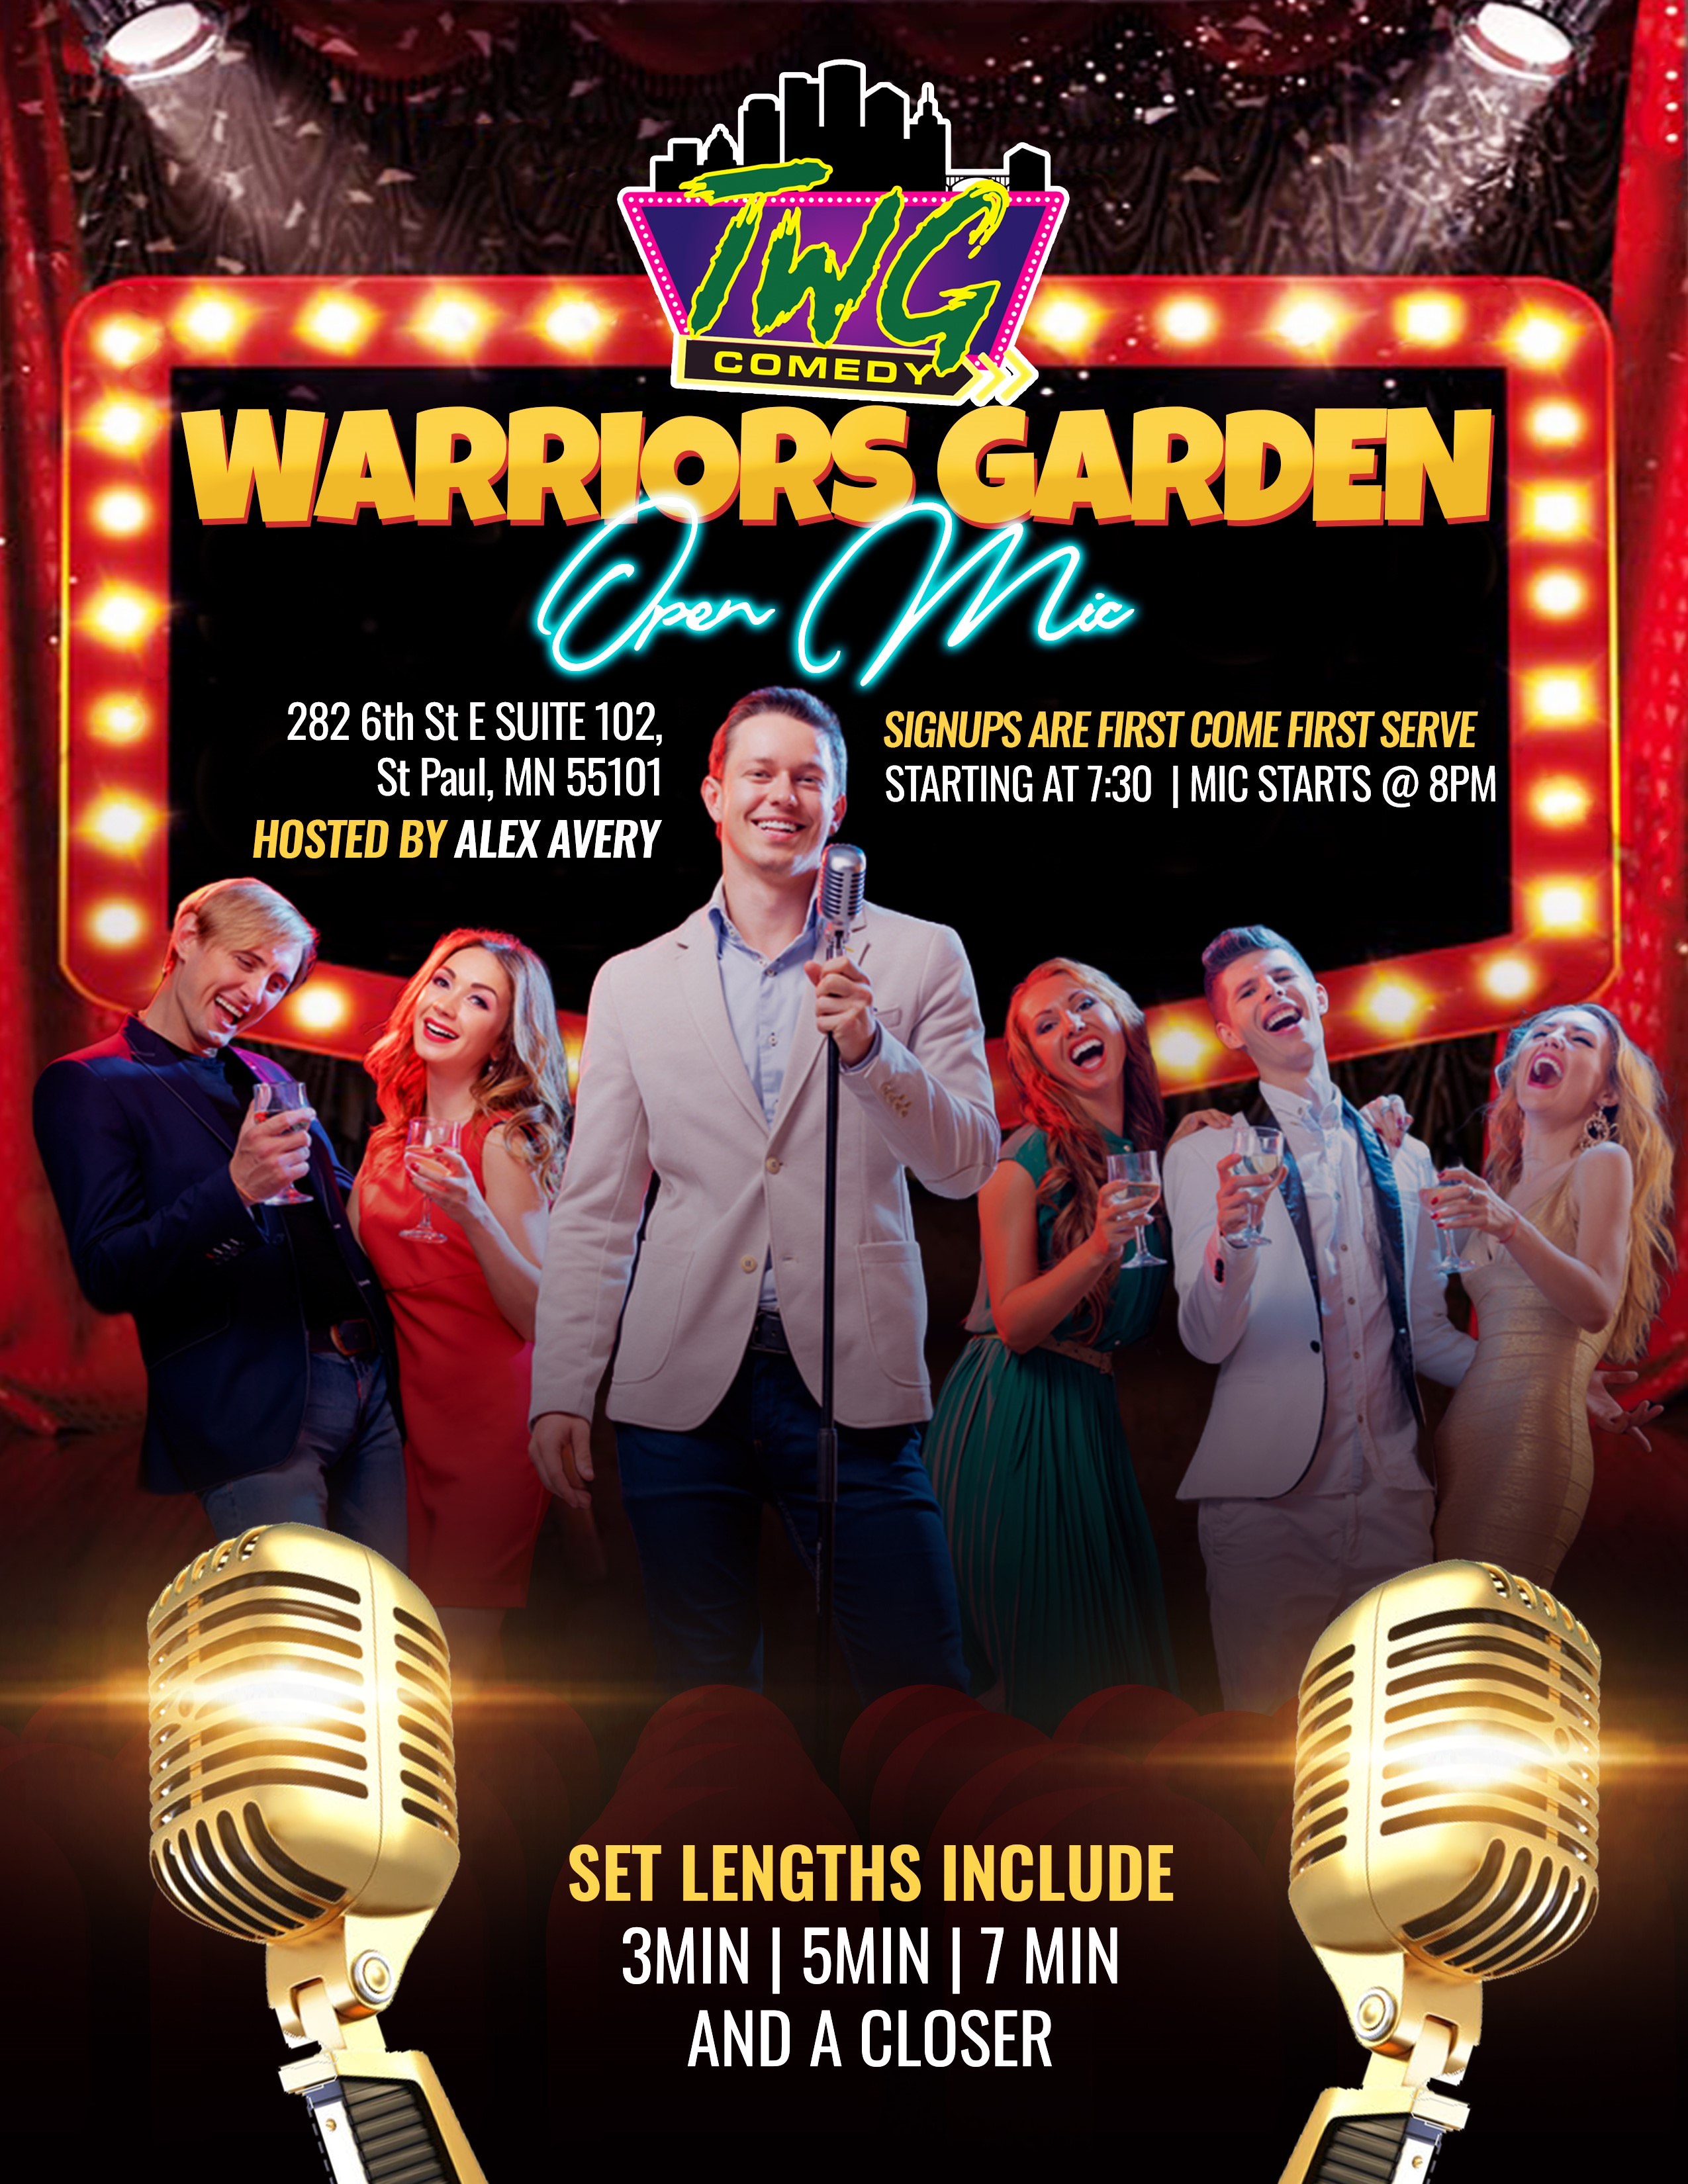 TWG
COMEDY
WARRIORS GARDEN
Open Mic
282 6th St E SUITE 102,
St Paul, MN 55101
HOSTED BY ALEX AVERY
SIGNUPS ARE FIRST COME FIRST SERVE
STARTING AT 7:30 | MIC STARTS @ 8PM
SET LENGTHS INCLUDE
3MIN | 5MIN | 7 MIN
AND A CLOSER